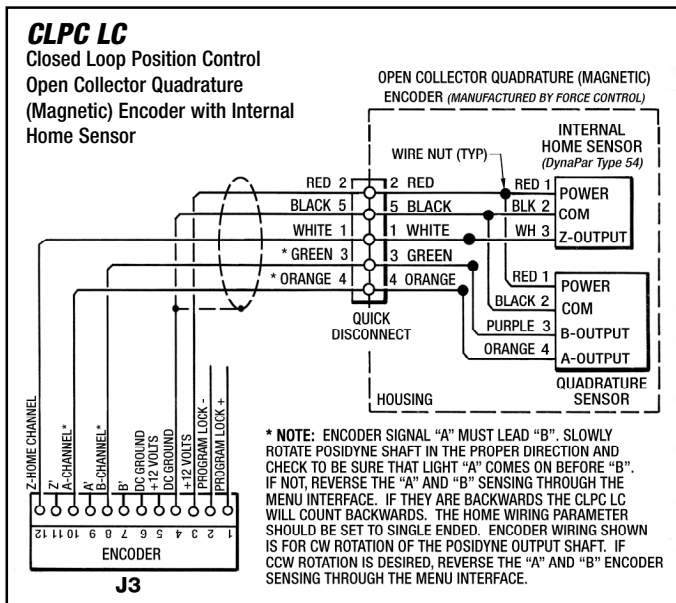 CLPC LC
Closed Loop Position Control
Open Collector Quadrature
(Magnetic) Encoder with Internal
Home Sensor
OPEN COLLECTOR QUADRATURE (MAGNETIC)
ENCODER (MANUFACTURED BY FORCE CONTROL)
INTERNAL
HOME SENSOR
(DynaPar Type 54)
WIRE NUT (TYP)
RED 2 2 RED RED 1 POWER
BLACK 5 5 BLACK BLK 2 COM
WHITE 1 1 WHITE WH 3 Z-OUTPUT
* GREEN 3 3 GREEN
* ORANGE 4 4 ORANGE
RED 1 POWER
BLACK 2 COM
PURPLE 3 B-OUTPUT
ORANGE 4 A-OUTPUT
QUICK
DISCONNECT
QUADRATURE
SENSOR
HOUSING
Z-HOME CHANNEL
Z'
A-CHANNEL*
A'
B-CHANNEL*
B'
DC GROUND
+12 VOLTS
DC GROUND
+12 VOLTS
PROGRAM LOCK -
PROGRAM LOCK +
12 11 10 9 8 7 6 5 4 3 2 1
ENCODER
J3
* NOTE: ENCODER SIGNAL “A” MUST LEAD “B”. SLOWLY
ROTATE POSIDYNE SHAFT IN THE PROPER DIRECTION AND
CHECK TO BE SURE THAT LIGHT “A” COMES ON BEFORE “B”.
IF NOT, REVERSE THE “A” AND “B” SENSING THROUGH THE
MENU INTERFACE. IF THEY ARE BACKWARDS THE CLPC LC
WILL COUNT BACKWARDS. THE HOME WIRING PARAMETER
SHOULD BE SET TO SINGLE ENDED. ENCODER WIRING SHOWN
IS FOR CW ROTATION OF THE POSIDYNE OUTPUT SHAFT. IF
CCW ROTATION IS DESIRED, REVERSE THE “A” AND “B” ENCODER
SENSING THROUGH THE MENU INTERFACE.